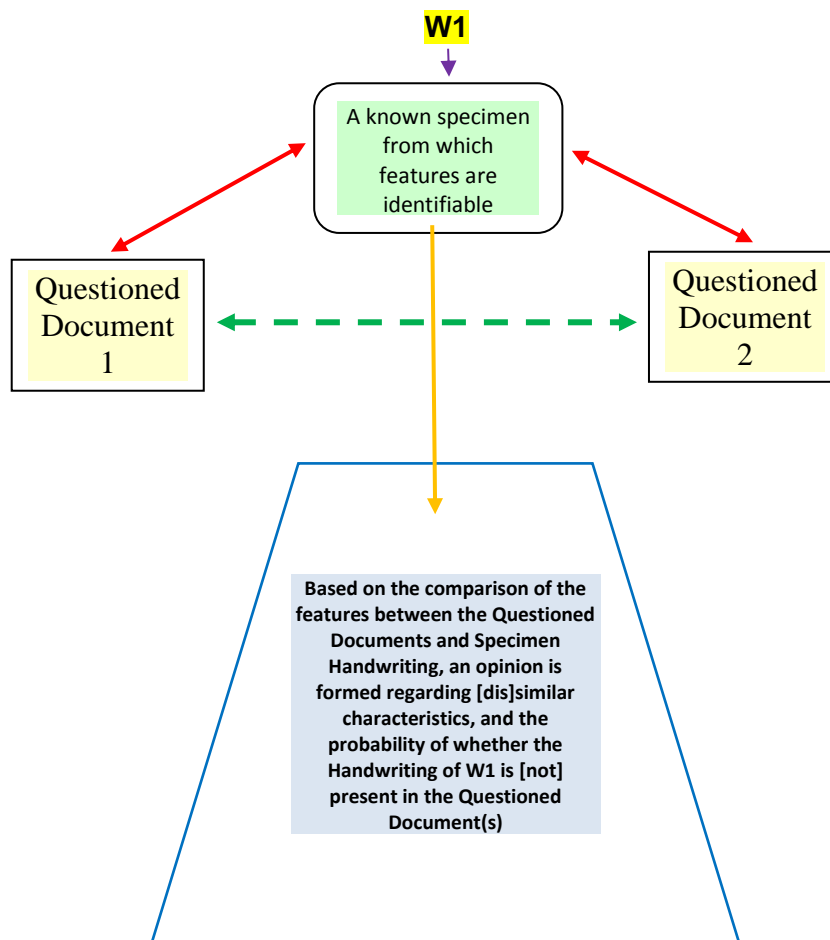 W1
A known specimen
from which
features are
identifiable
Questioned
Document
1
Questioned
Document
2
Based on the comparison of the
features between the Questioned
Documents and Specimen
Handwriting, an opinion is
formed regarding [dis]similar
characteristics, and the
probability of whether the
Handwriting of W1 is [not]
present in the Questioned
Document(s)